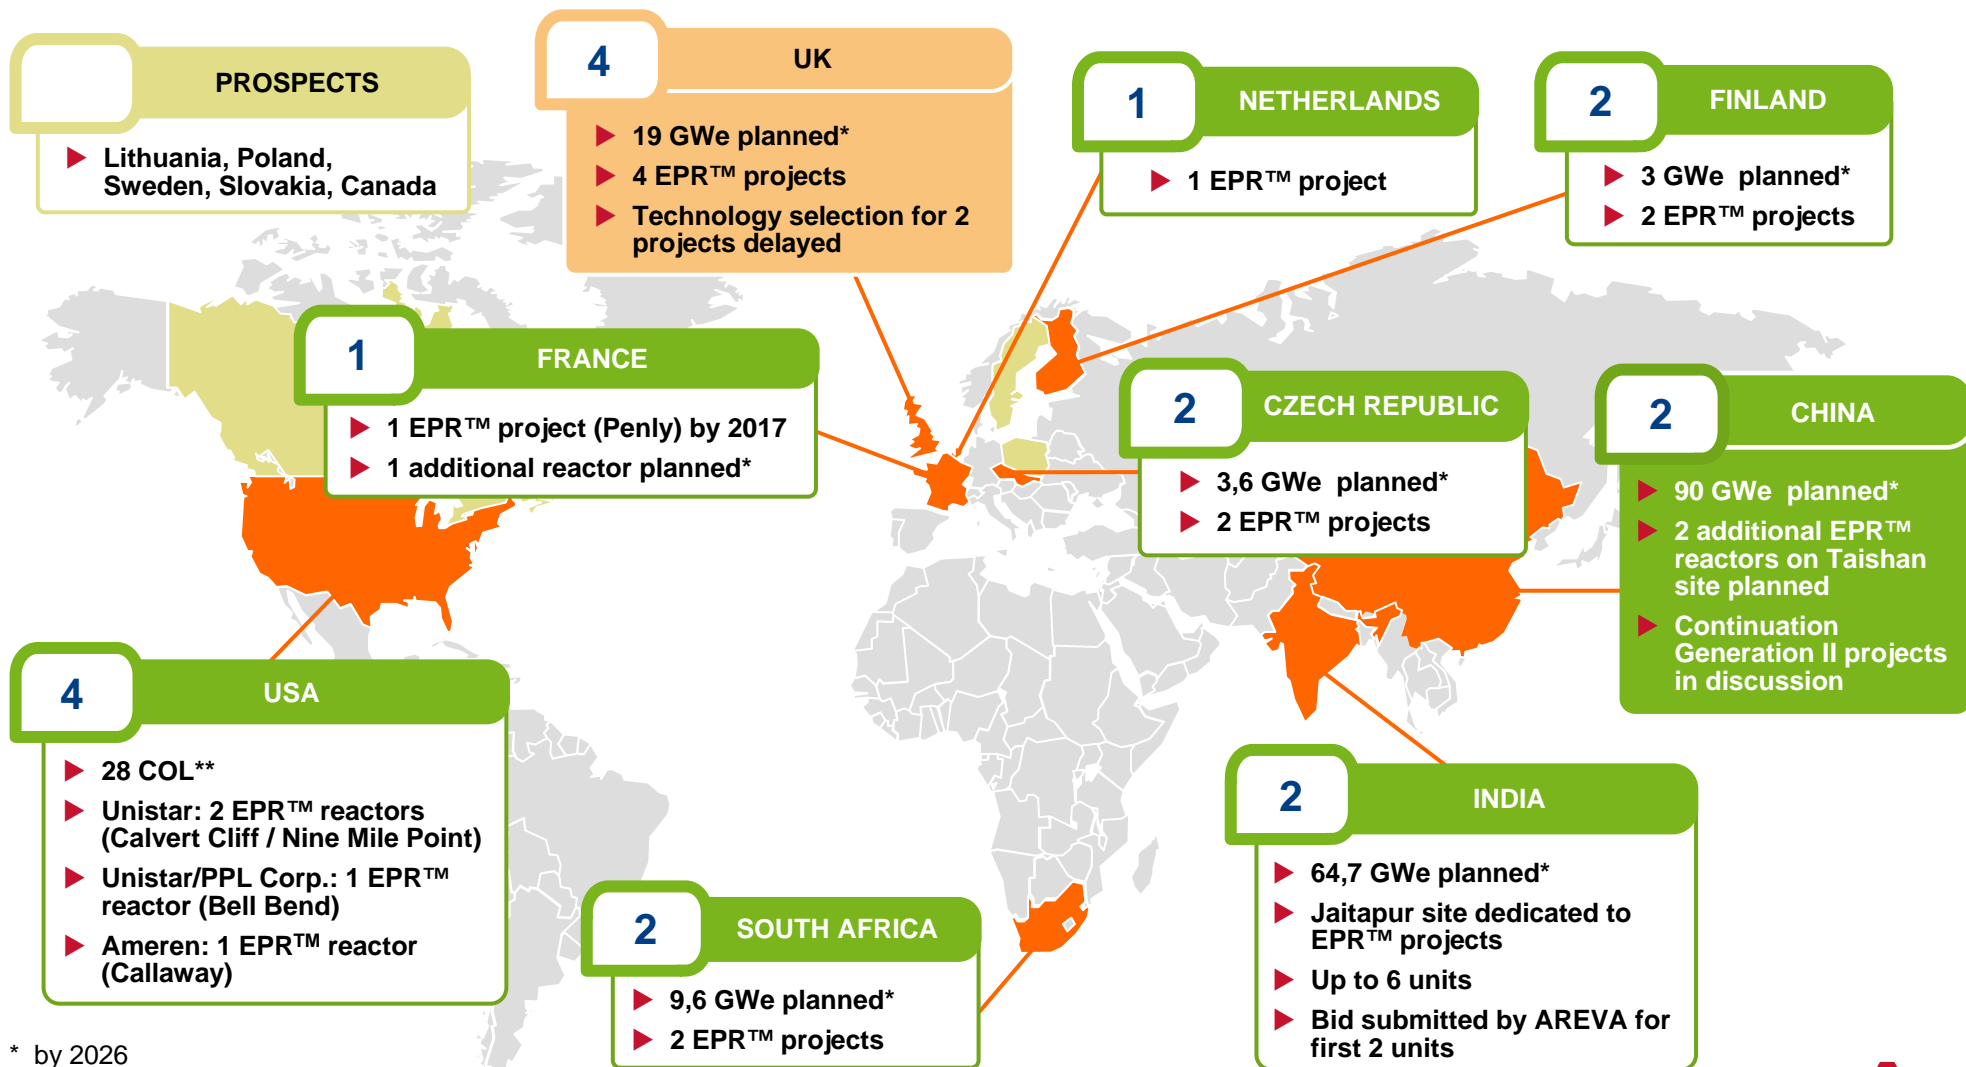 PROSPECTS
Lithuania, Poland,
Sweden, Slovakia, Canada
4
UK
19 GWe planned*
4 EPR™ projects
Technology selection for 2
projects delayed
1
NETHERLANDS
1 EPR™ project
2
FINLAND
3 GWe planned*
2 EPR™ projects
1
FRANCE
1 EPR™ project (Penly) by 2017
1 additional reactor planned*
2
CZECH REPUBLIC
3,6 GWe planned*
2 EPR™ projects
2
CHINA
90 GWe planned*
2 additional EPR™
reactors on Taishan
site planned
Continuation
Generation II projects
in discussion
4
USA
28 COL**
Unistar: 2 EPR™ reactors
(Calvert Cliff / Nine Mile Point)
Unistar/PPL Corp.: 1 EPR™
reactor (Bell Bend)
Ameren: 1 EPR™ reactor
(Callaway)
2
SOUTH AFRICA
9,6 GWe planned*
2 EPR™ projects
2
INDIA
64,7 GWe planned*
Jaitapur site dedicated to
EPR™ projects
Up to 6 units
Bid submitted by AREVA for
first 2 units
* by 2026